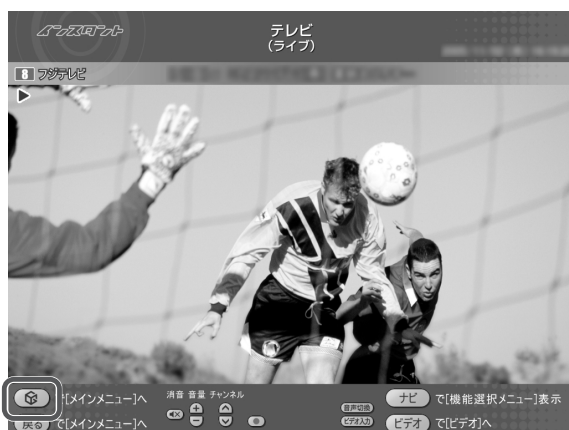 インスタント
テレビ
(ライブ)
8 フジテレビ
で[メインメニュー]へ
消音 音量 チャンネル
ナビ で[機能選択メニュー]表示
音声切換
戻る で[メインメニュー]へ
ビデオ入力
ビデオ で[ビデオ]へ